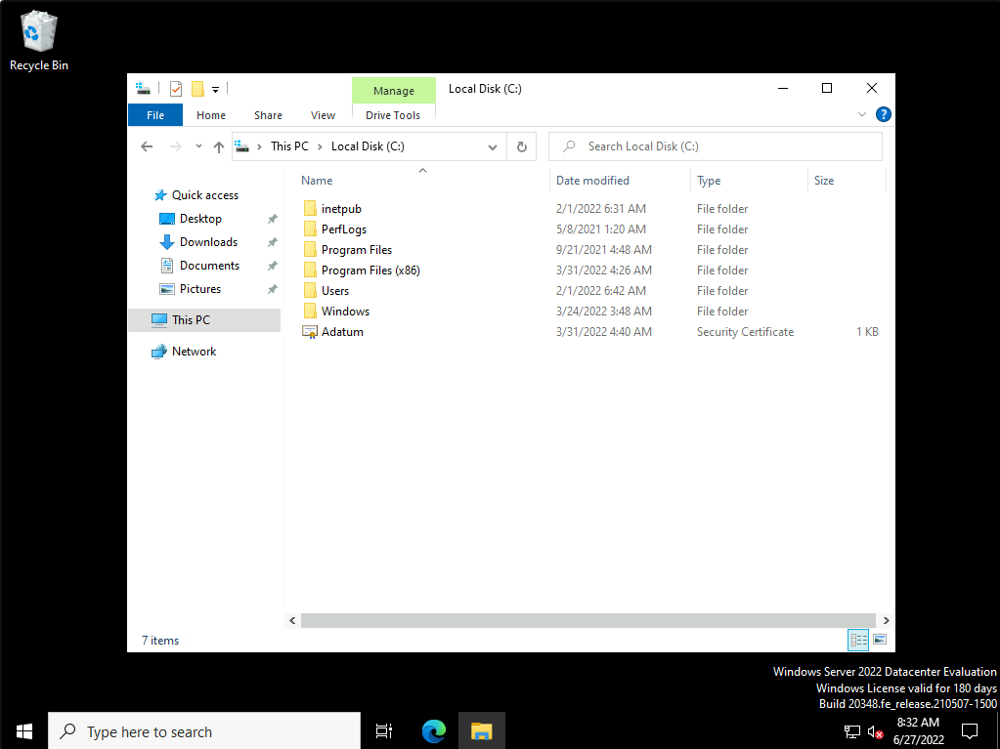 Recycle Bin
Manage
Local Disk (C:)
File
Home
Share
View
Drive Tools
This PC
Local Disk (C:)
Search Local Disk (C:)
Name
Date modified
Type
Size
Quick access
Desktop
Downloads
Documents
Pictures
This PC
Network
inetpub 2/1/2022 6:31 AM File folder
PerfLogs 5/8/2021 1:20 AM File folder
Program Files 9/21/2021 4:48 AM File folder
Program Files (x86) 3/31/2022 4:26 AM File folder
Users 2/1/2022 6:42 AM File folder
Windows 3/24/2022 3:48 AM File folder
Adatum 3/31/2022 4:40 AM Security Certificate 1 KB
7 items
Windows Server 2022 Datacenter Evaluation
Windows License valid for 180 days
Build 20348.fe_release.210507-1500
Type here to search
8:32 AM
6/27/2022